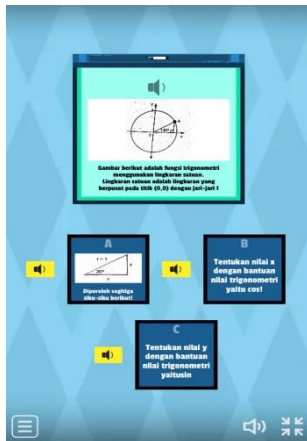 Gambar berikut adalah fungsi trigonometri
menggunakan lingkaran satuan.
Lingkaran satuan adalah lingkaran yang
berpusat pada titik (0,0) dengan jari-jari 1
A
30°
Diperoleh segitiga
siku-siku berikut!
B
Tentukan nilai x
dengan bantuan
nilai trigonometri
yaitu cos!
C
Tentukan nilai y
dengan bantuan
nilai trigonometri
yaitusin